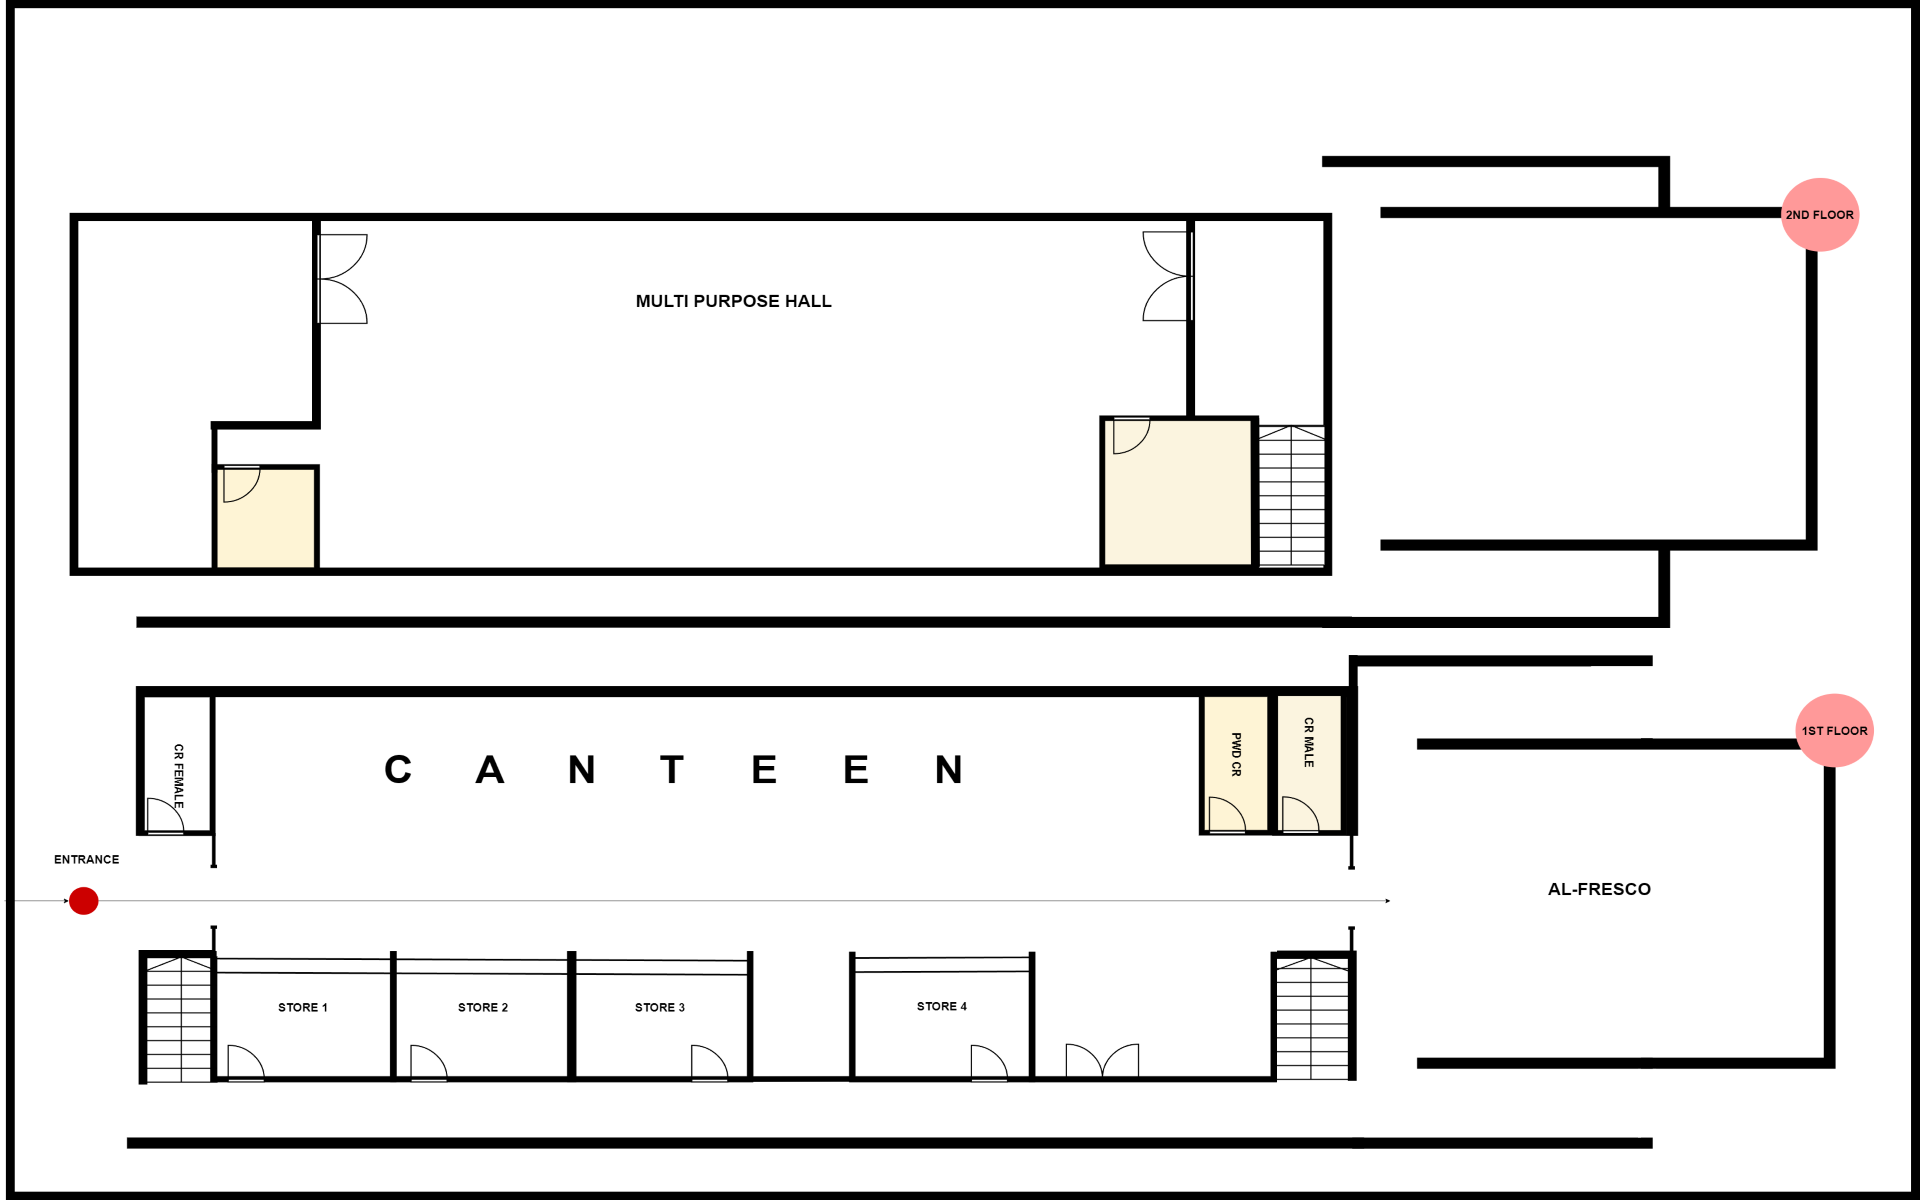 2ND FLOOR
MULTI PURPOSE HALL
1ST FLOOR
CR FEMALE
C A N T E E N
PWD CR
CR MALE
ENTRANCE
AL-FRESCO
STORE 1
STORE 2
STORE 3
STORE 4